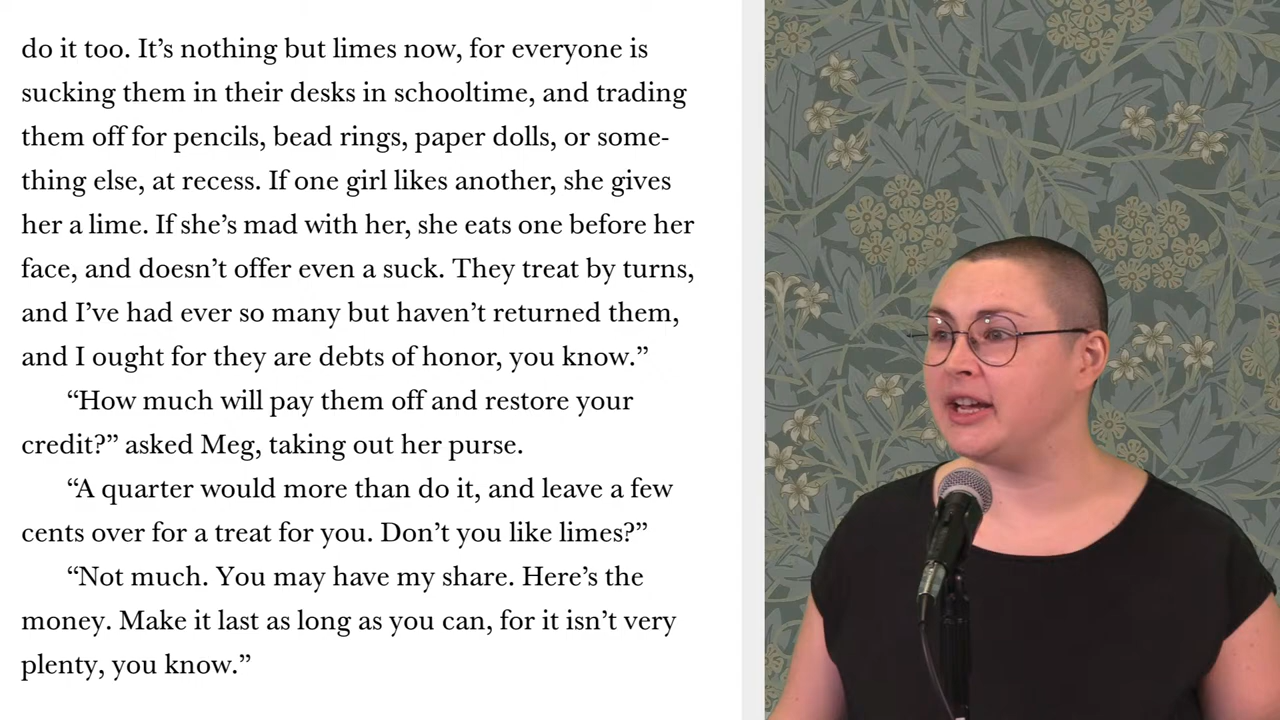 do it too. It’s nothing but limes now, for everyone is
sucking them in their desks in schooltime, and trading
them off for pencils, bead rings, paper dolls, or some-
thing else, at recess. If one girl likes another, she gives
her a lime. If she’s mad with her, she eats one before her
face, and doesn’t offer even a suck. They treat by turns,
and I’ve had ever so many but haven’t returned them,
and I ought for they are debts of honor, you know.”
“How much will pay them off and restore your
credit?” asked Meg, taking out her purse.
“A quarter would more than do it, and leave a few
cents over for a treat for you. Don’t you like limes?”
“Not much. You may have my share. Here’s the
money. Make it last as long as you can, for it isn’t very
plenty, you know.”